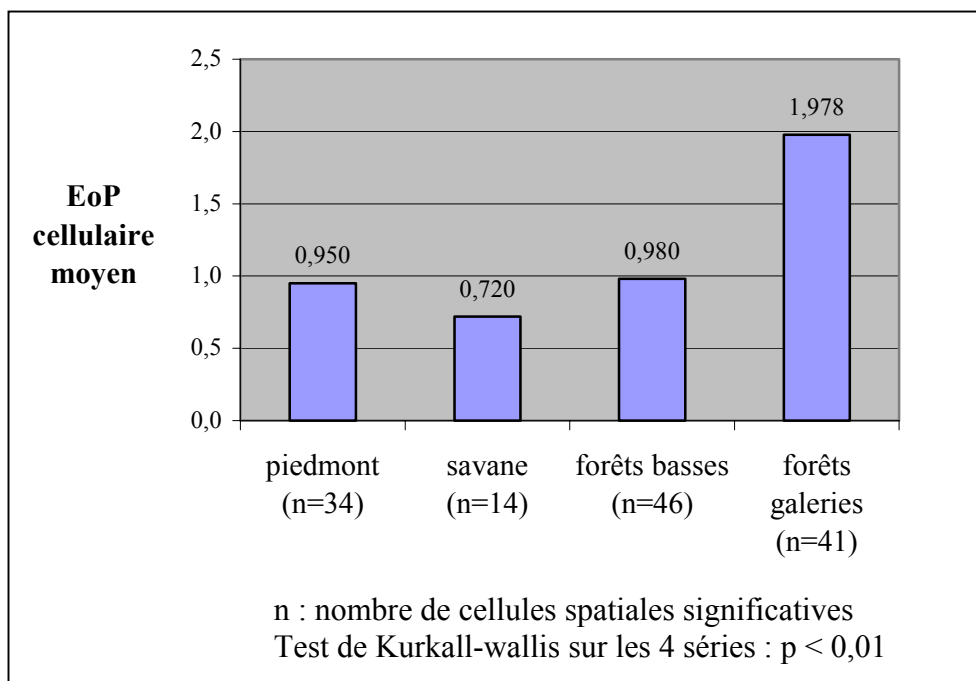 2,5
2,0
1,5
1,0
0,5
0,0
EoP
cellulaire
moyen
0,950
0,720
0,980
1,978
piedmont
(n=34)
savane
(n=14)
forêts basses
(n=46)
forêts
galeries
(n=41)
n : nombre de cellules spatiales significatives
Test de Kurkall-wallis sur les 4 séries : p < 0,01